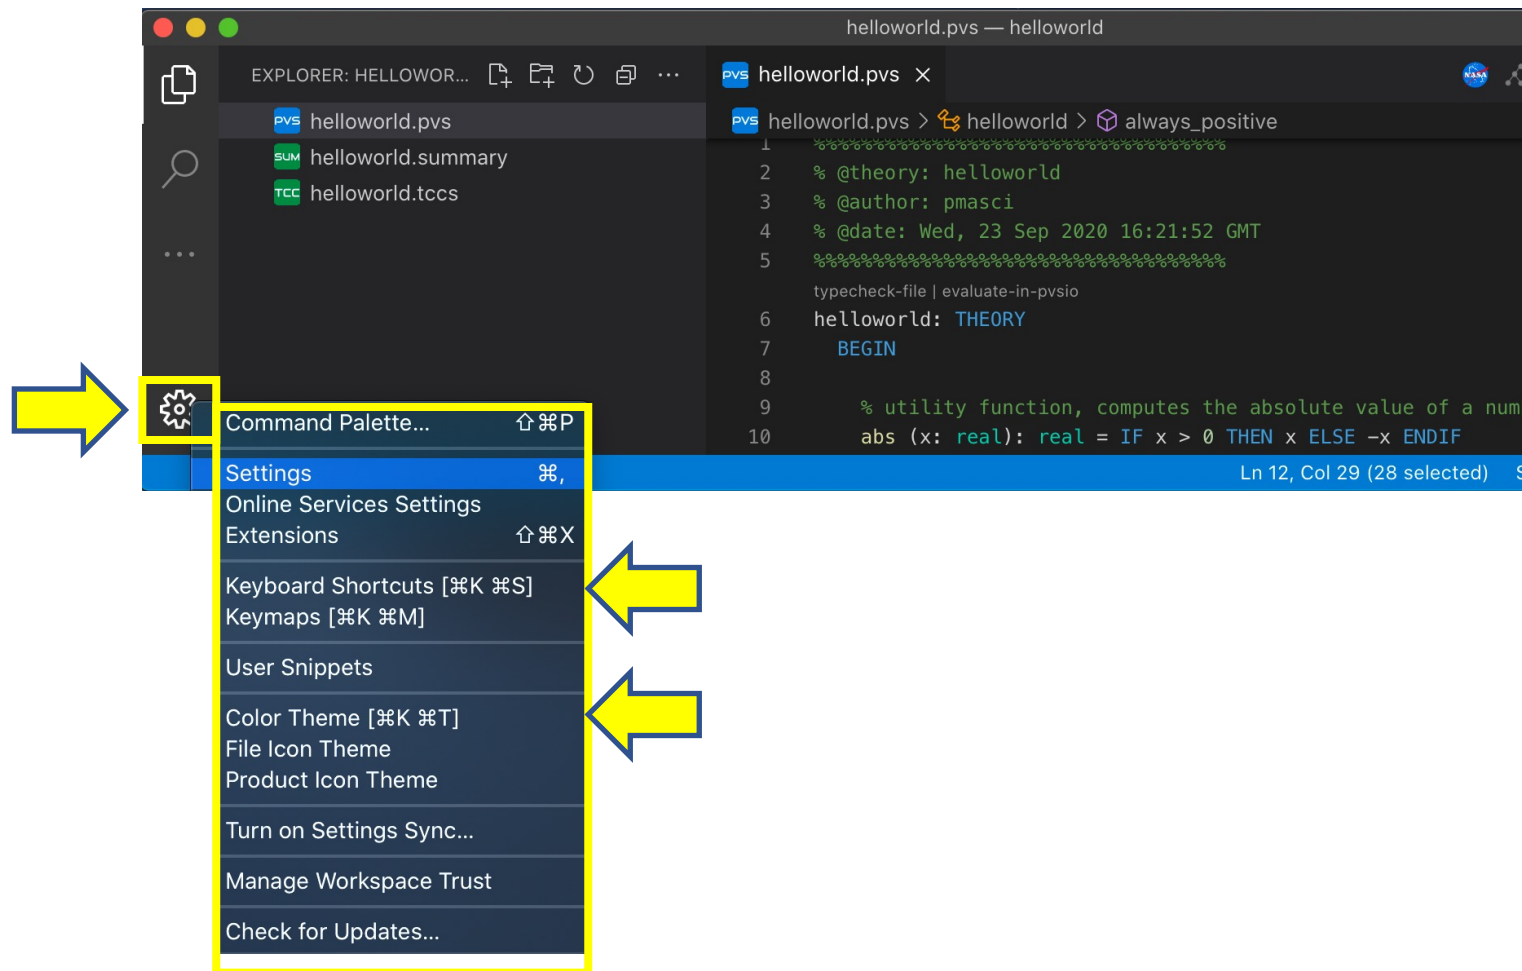 helloworld.pvs — helloworld
EXPLORER: HELLOWOR...
PVS helloworld.pvs
SUM helloworld.summary
TCC helloworld.tccs
PVS helloworld.pvs
NASA
PVS helloworld.pvs > helloworld > always_positive
1 %%%%%%%%%%%%%%%%%%%%%%%%%%%%%%%%%%%
2 % @theory: helloworld
3 % @author: pmasci
4 % @date: Wed, 23 Sep 2020 16:21:52 GMT
5 %%%%%%%%%%%%%%%%%%%%%%%%%%%%%%%%%%%
typecheck-file | evaluate-in-pvsio
6 helloworld: THEORY
7 BEGIN
8
9 % utility function, computes the absolute value of a num
10 abs (x: real): real = IF x > 0 THEN x ELSE -x ENDIF
Ln 12, Col 29 (28 selected) S
Command Palette... ⇧⌘P
Settings ⌘,
Online Services Settings
Extensions ⇧⌘X
Keyboard Shortcuts [⌘K ⌘S]
Keymaps [⌘K ⌘M]
User Snippets
Color Theme [⌘K ⌘T]
File Icon Theme
Product Icon Theme
Turn on Settings Sync...
Manage Workspace Trust
Check for Updates...